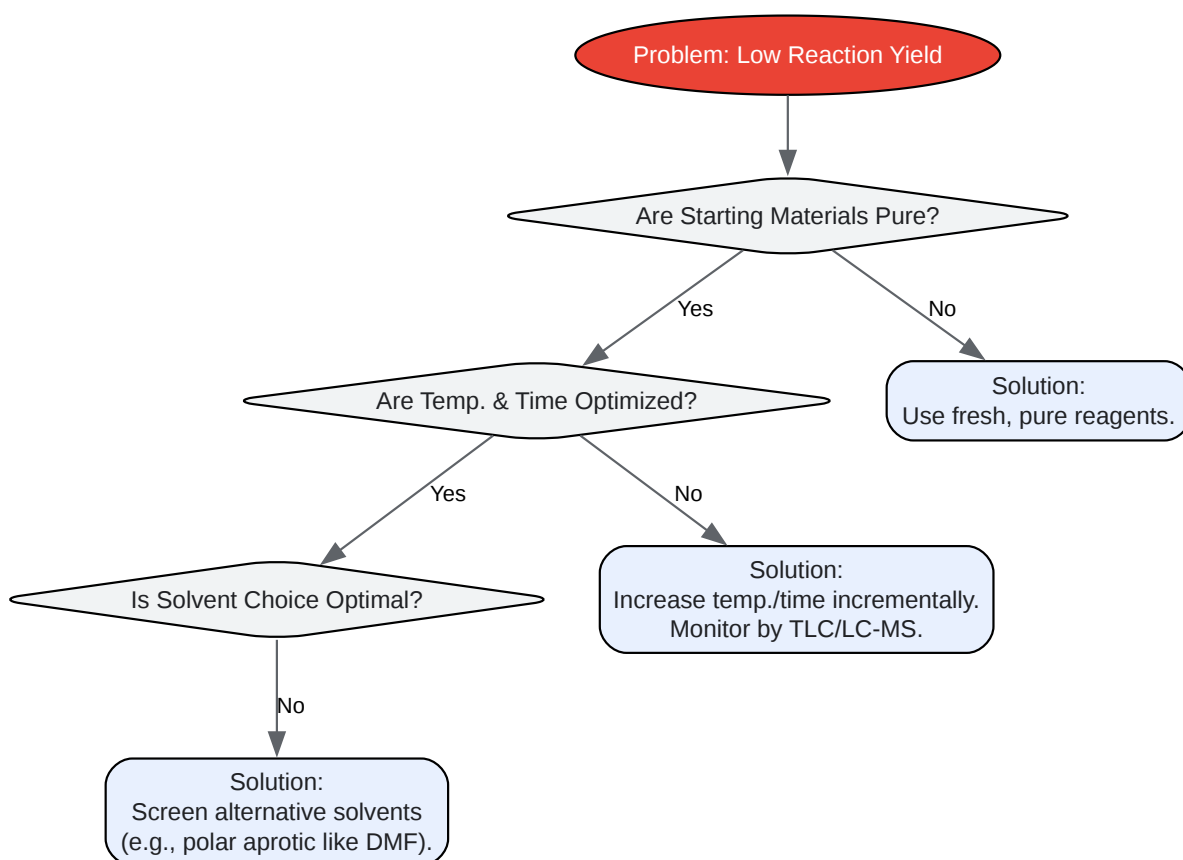 Problem: Low Reaction Yield
Are Starting Materials Pure?
Yes
No
Are Temp. & Time Optimized?
Solution:
Use fresh, pure reagents.
Yes
No
Is Solvent Choice Optimal?
Solution:
Increase temp./time incrementally.
Monitor by TLC/LC-MS.
No
Solution:
Screen alternative solvents
(e.g., polar aprotic like DMF).